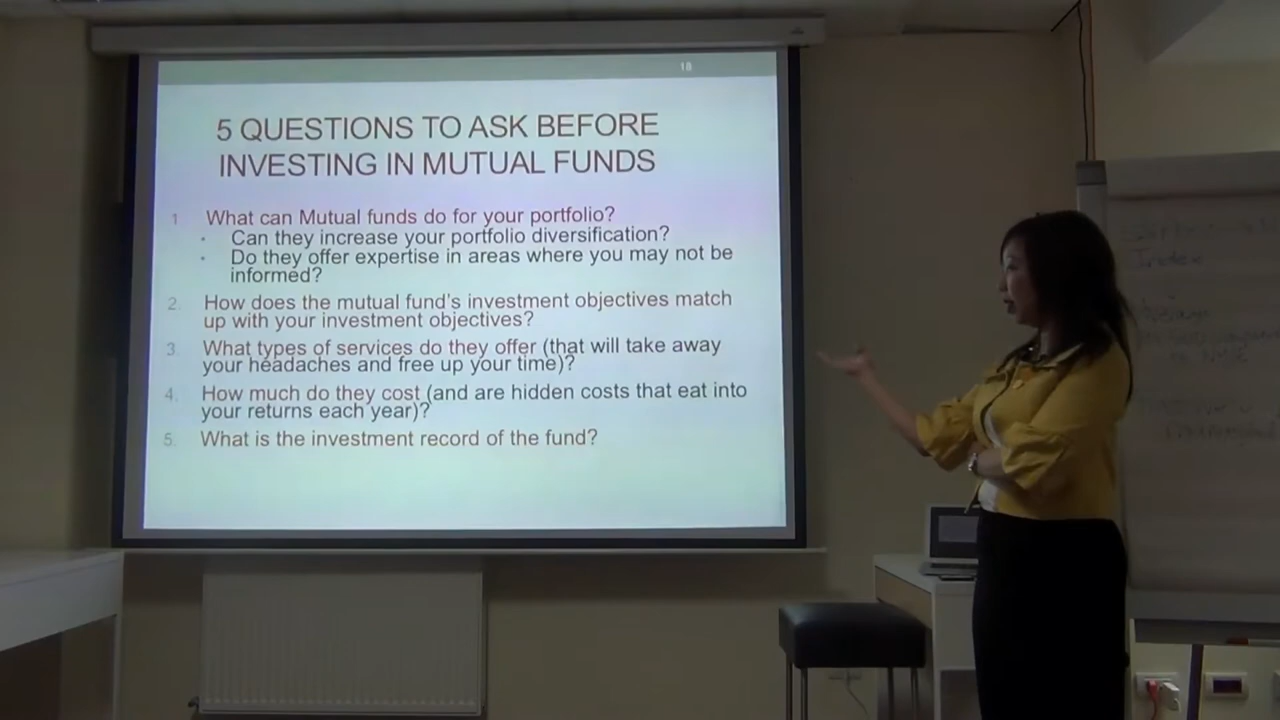 18
5 QUESTIONS TO ASK BEFORE
INVESTING IN MUTUAL FUNDS
1 What can Mutual funds do for your portfolio?
• Can they increase your portfolio diversification?
• Do they offer expertise in areas where you may not be
informed?
2. How does the mutual fund's investment objectives match
up with your investment objectives?
3. What types of services do they offer (that will take away
your headaches and free up your time)?
4. How much do they cost (and are hidden costs that eat into
your returns each year)?
5. What is the investment record of the fund?
Index